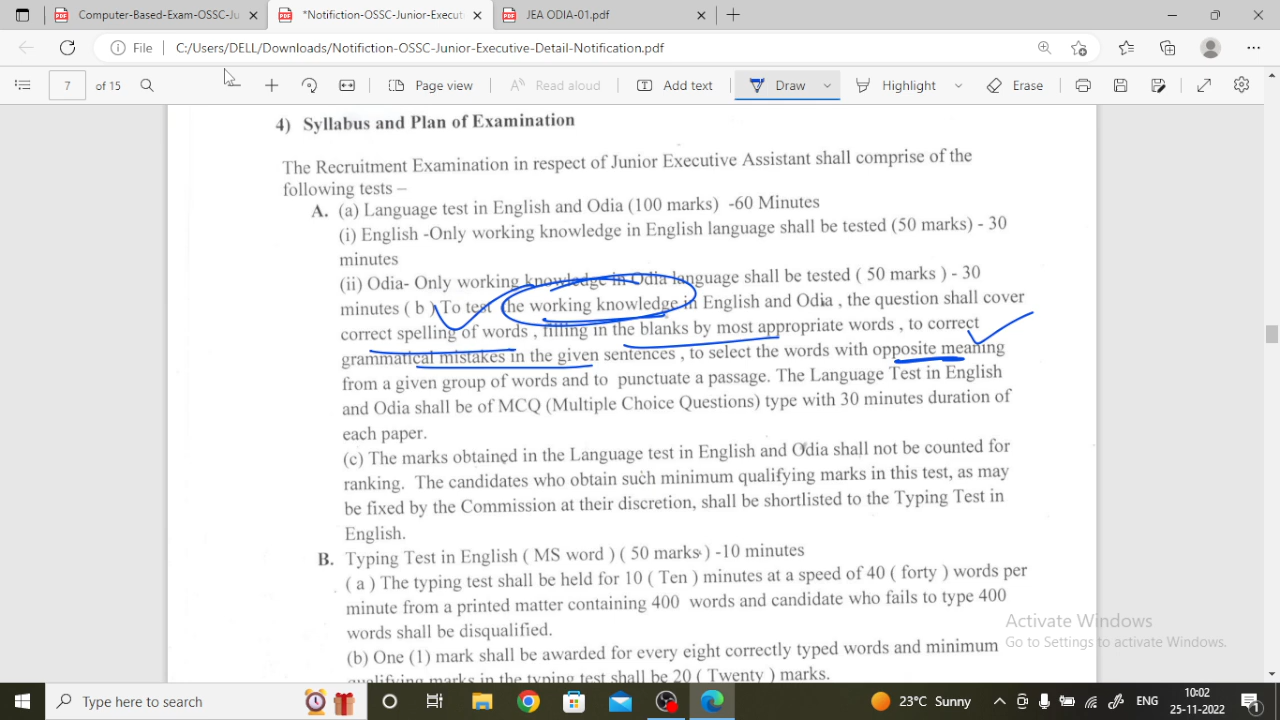 Computer-Based-Exam-OSSC-Ju
*Notifiction-OSSC-Junior-Executi
JEA ODIA-01.pdf
File
C:/Users/DELL/Downloads/Notifiction-OSSC-Junior-Executive-Detail-Notification.pdf
7 of 15
Page view
Read aloud
Add text
Draw
Highlight
Erase
4) Syllabus and Plan of Examination
The Recruitment Examination in respect of Junior Executive Assistant shall comprise of the
following tests –
A. (a) Language test in English and Odia (100 marks) -60 Minutes
(i) English -Only working knowledge in English language shall be tested (50 marks) - 30
minutes
(ii) Odia- Only working knowledge in Odia language shall be tested ( 50 marks ) - 30
minutes ( b ) To test the working knowledge in English and Odia , the question shall cover
correct spelling of words , filling in the blanks by most appropriate words , to correct
grammatical mistakes in the given sentences , to select the words with opposite meaning
from a given group of words and to punctuate a passage. The Language Test in English
and Odia shall be of MCQ (Multiple Choice Questions) type with 30 minutes duration of
each paper.
(c) The marks obtained in the Language test in English and Odia shall not be counted for
ranking. The candidates who obtain such minimum qualifying marks in this test, as may
be fixed by the Commission at their discretion, shall be shortlisted to the Typing Test in
English.
B. Typing Test in English ( MS word ) ( 50 marks ) -10 minutes
( a ) The typing test shall be held for 10 ( Ten ) minutes at a speed of 40 ( forty ) words per
minute from a printed matter containing 400 words and candidate who fails to type 400
words shall be disqualified.
(b) One (1) mark shall be awarded for every eight correctly typed words and minimum
qualifying marks in the typing test shall be 20 ( Twenty ) marks.
Activate Windows
Go to Settings to activate Windows.
Type here to search
23°C Sunny
ENG
10:02
25-11-2022
1